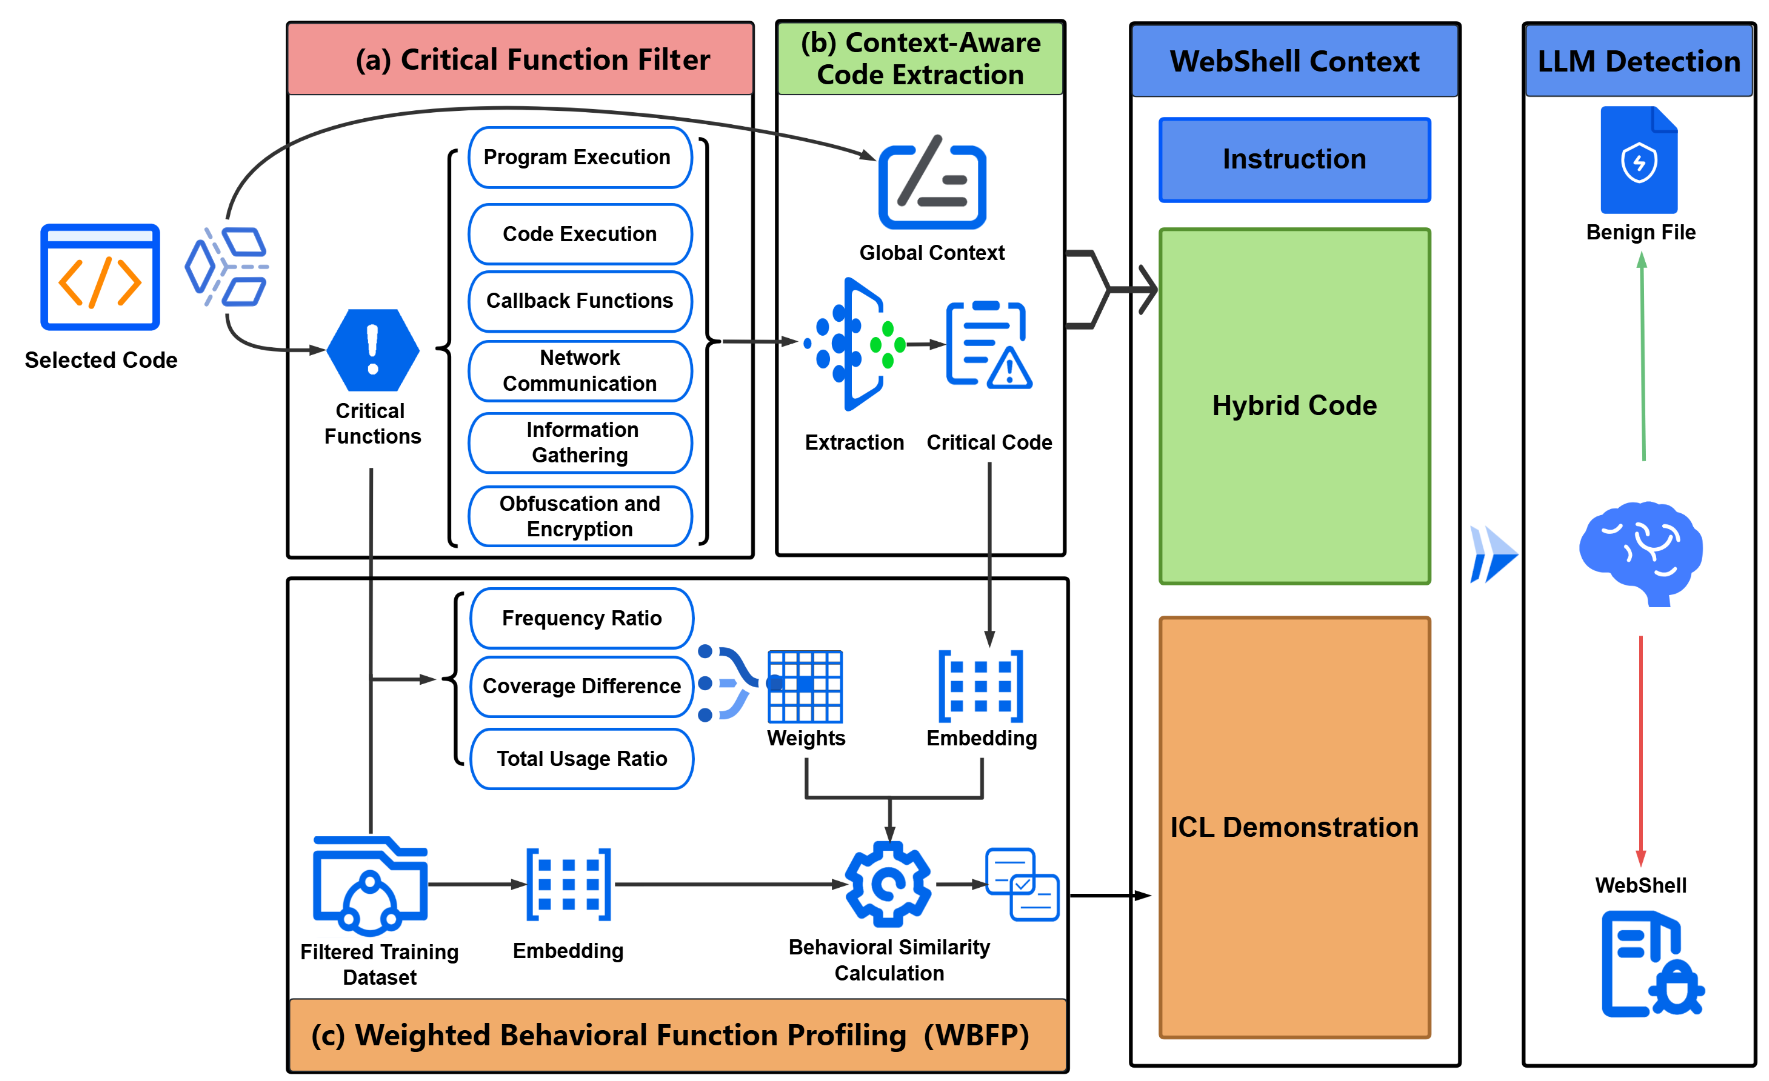 (a) Critical Function Filter
(b) Context-Aware
Code Extraction
WebShell Context
LLM Detection
Selected Code
Critical
Functions
Program Execution
Code Execution
Callback Functions
Network
Communication
Information
Gathering
Obfuscation and
Encryption
Global Context
Extraction
Critical Code
Instruction
Hybrid Code
ICL Demonstration
Benign File
WebShell
Frequency Ratio
Coverage Difference
Total Usage Ratio
Weights
Embedding
Filtered Training
Dataset
Embedding
Behavioral Similarity
Calculation
(c) Weighted Behavioral Function Profiling (WBFP)